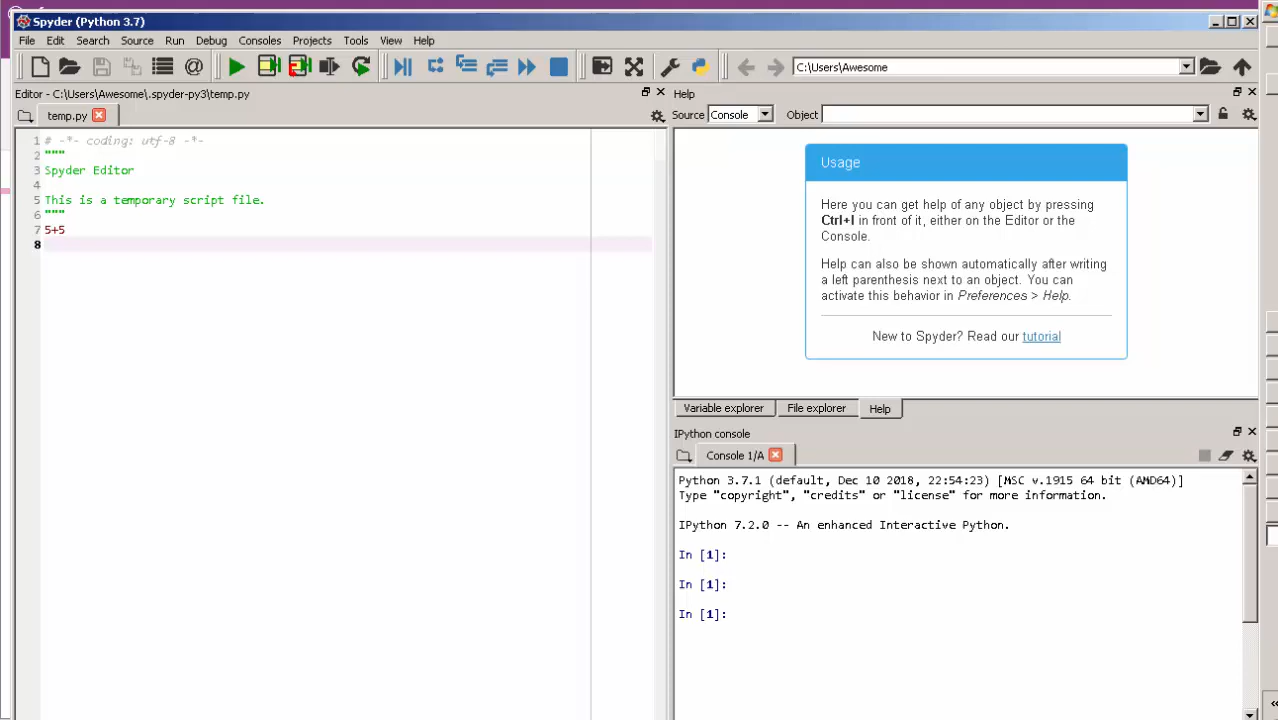 Spyder (Python 3.7)
File Edit Search Source Run Debug Consoles Projects Tools View Help
C:\Users\Awesome
Editor - C:\Users\Awesome\.spyder-py3\temp.py
temp.py
1 # -*- coding: utf-8 -*-
2 """
3 Spyder Editor
4
5 This is a temporary script file.
6 """
7 5+5
8
Help
Source Console Object
Usage
Here you can get help of any object by pressing
Ctrl+I in front of it, either on the Editor or the
Console.
Help can also be shown automatically after writing
a left parenthesis next to an object. You can
activate this behavior in Preferences > Help.
New to Spyder? Read our tutorial
Variable explorer File explorer Help
IPython console
Console 1/A
Python 3.7.1 (default, Dec 10 2018, 22:54:23) [MSC v.1915 64 bit (AMD64)]
Type "copyright", "credits" or "license" for more information.
IPython 7.2.0 -- An enhanced Interactive Python.
In [1]:
In [1]:
In [1]: